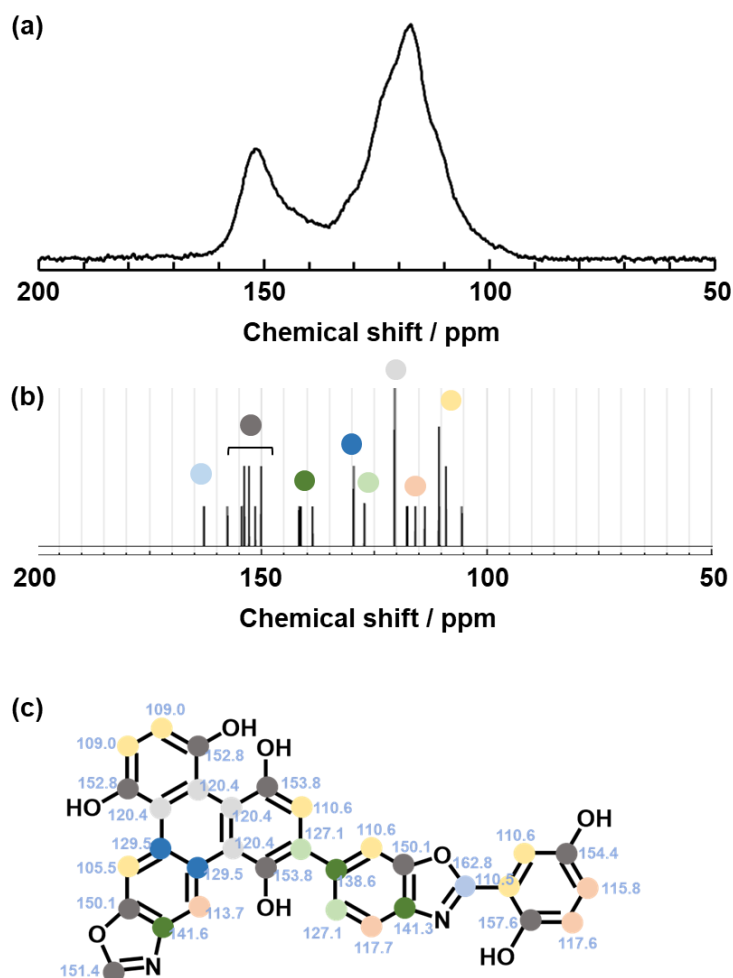 (a)
200 150 100 50
Chemical shift / ppm
(b)
200 150 100 50
Chemical shift / ppm
(c)
109.0
OH
109.0 152.8 OH
152.8 120.4 153.8
HO
120.4 120.4 110.6 OH
129.5 127.1 110.6 150.1 O 162.8 110.6 154.4
105.5 120.4
129.5 153.8 138.6 110.5 115.8
150.1 113.7 OH 127.1 141.3 N 157.6
O 141.6 117.7 117.6
N HO
151.4